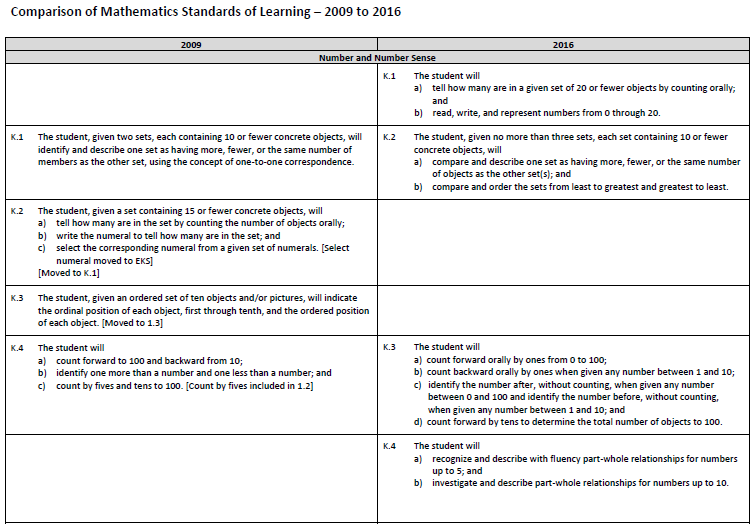 Comparison of Mathematics Standards of Learning – 2009 to 2016
2009
2016
Number and Number Sense
K.1 The student will
a) tell how many are in a given set of 20 or fewer objects by counting orally;
and
b) read, write, and represent numbers from 0 through 20.
K.1 The student, given two sets, each containing 10 or fewer concrete objects, will
identify and describe one set as having more, fewer, or the same number of
members as the other set, using the concept of one-to-one correspondence.
K.2 The student, given no more than three sets, each set containing 10 or fewer
concrete objects, will
a) compare and describe one set as having more, fewer, or the same number
of objects as the other set(s); and
b) compare and order the sets from least to greatest and greatest to least.
K.2 The student, given a set containing 15 or fewer concrete objects, will
a) tell how many are in the set by counting the number of objects orally;
b) write the numeral to tell how many are in the set; and
c) select the corresponding numeral from a given set of numerals. [Select
numeral moved to EKS]
[Moved to K.1]
K.3 The student, given an ordered set of ten objects and/or pictures, will indicate
the ordinal position of each object, first through tenth, and the ordered position
of each object. [Moved to 1.3]
K.4 The student will
a) count forward to 100 and backward from 10;
b) identify one more than a number and one less than a number; and
c) count by fives and tens to 100. [Count by fives included in 1.2]
K.3 The student will
a) count forward orally by ones from 0 to 100;
b) count backward orally by ones when given any number between 1 and 10;
c) identify the number after, without counting, when given any number
between 0 and 100 and identify the number before, without counting,
when given any number between 1 and 10; and
d) count forward by tens to determine the total number of objects to 100.
K.4 The student will
a) recognize and describe with fluency part-whole relationships for numbers
up to 5; and
b) investigate and describe part-whole relationships for numbers up to 10.